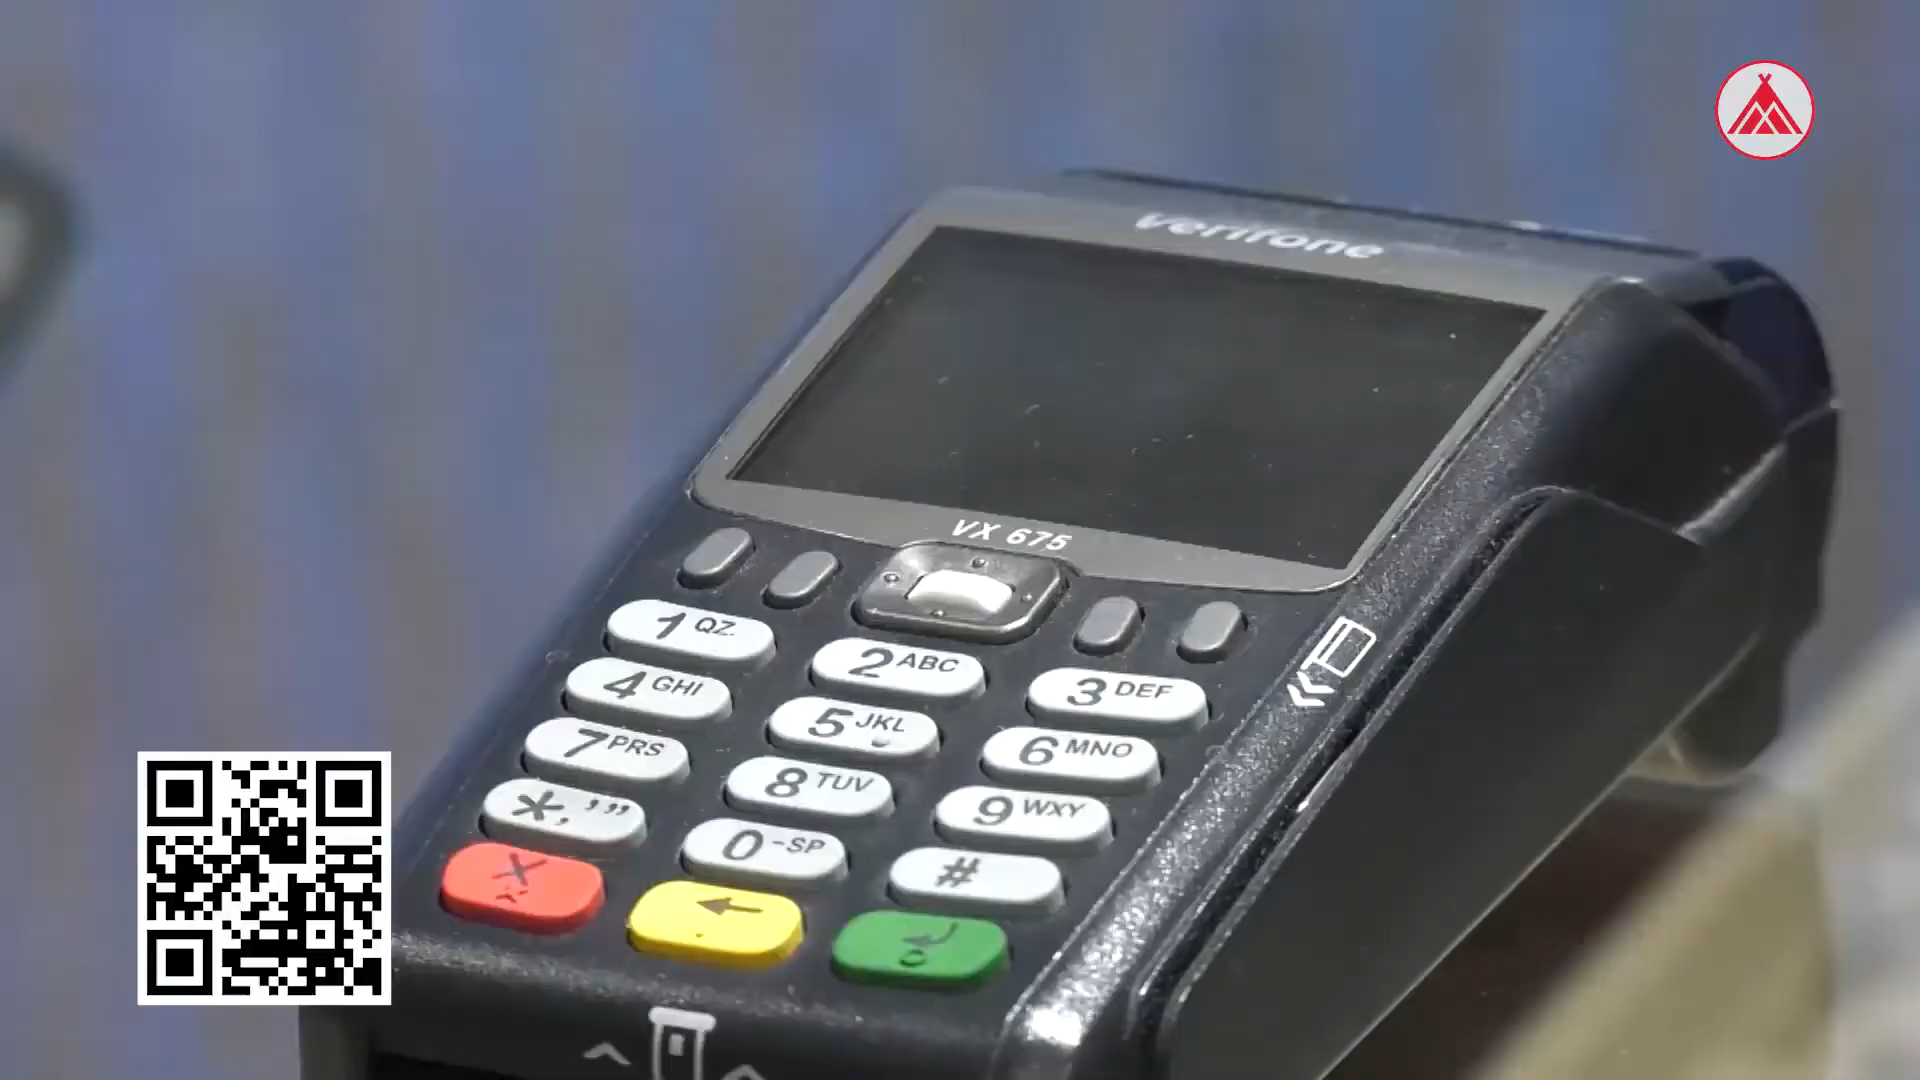 verifone
VX 675
1 QZ.
2 ABC
3 DEF
4 GHI
5 JKL
6 MNO
7 PRS
8 TUV
9 WXY
*,'"
0 -SP
#